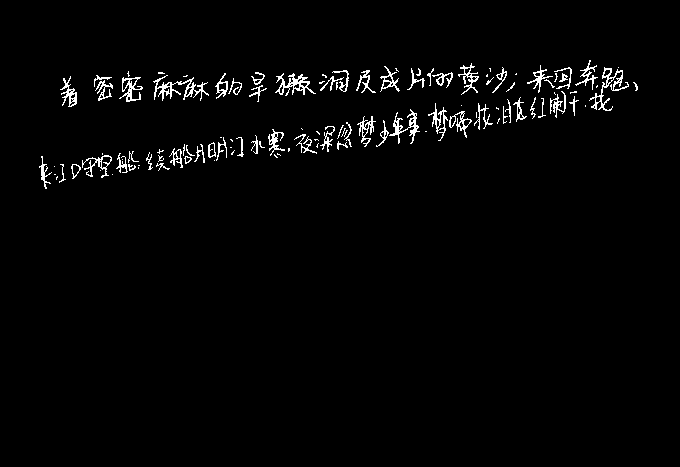 着密密麻麻的旱獭洞及成片的黄沙；来回奔跑、
来江口守空船，绕船月明江水寒，夜深忽梦少年事，梦啼妆泪红阑干。我